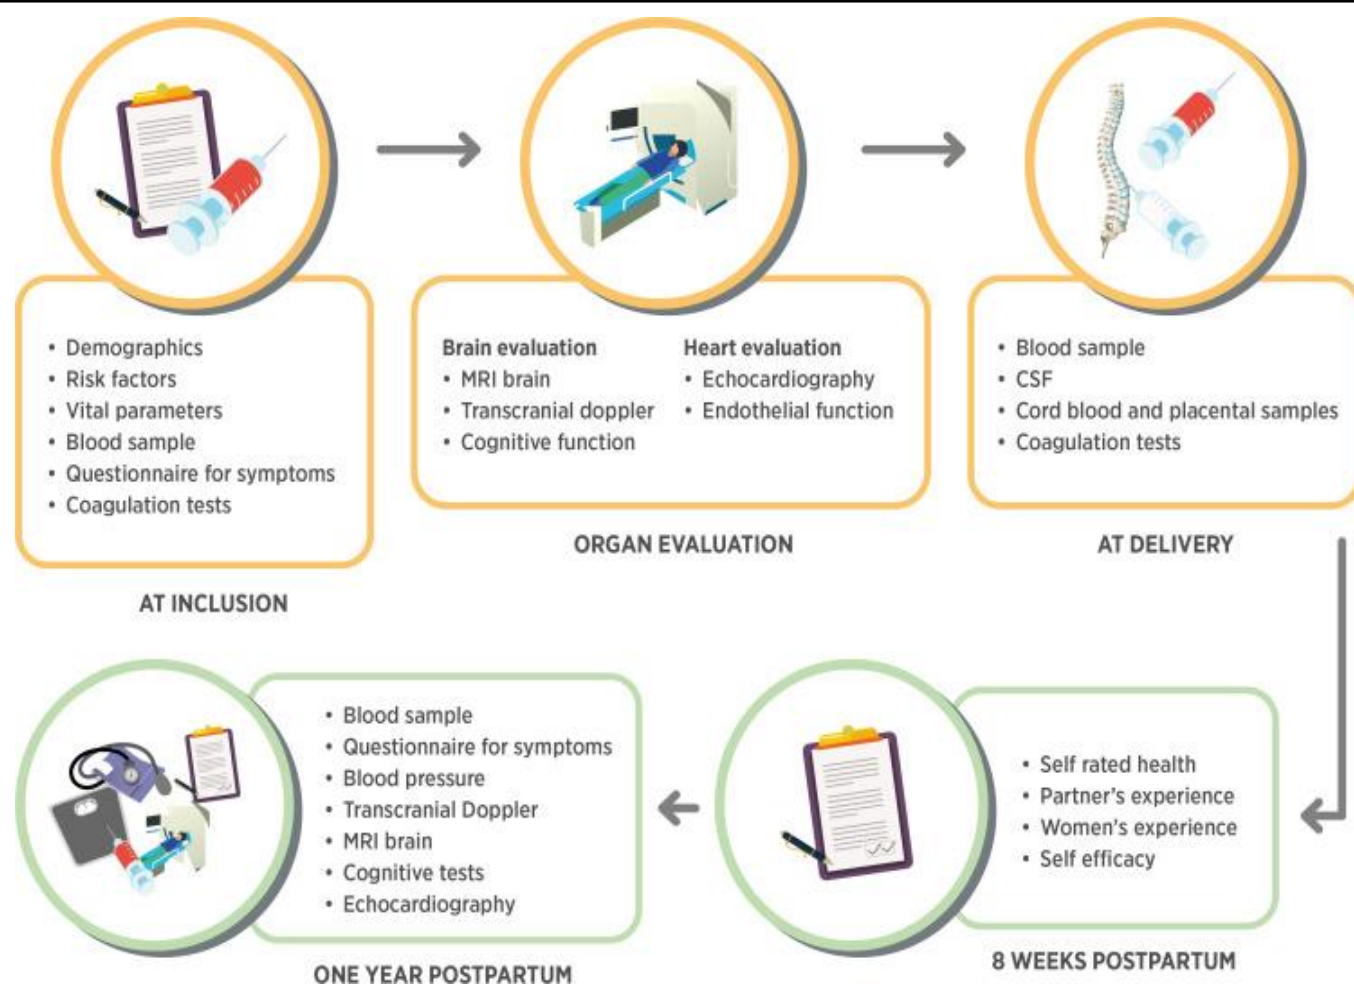 • Demographics
• Risk factors
• Vital parameters
• Blood sample
• Questionnaire for symptoms
• Coagulation tests
AT INCLUSION
Brain evaluation
• MRI brain
• Transcranial doppler
• Cognitive function
Heart evaluation
• Echocardiography
• Endothelial function
ORGAN EVALUATION
• Blood sample
• CSF
• Cord blood and placental samples
• Coagulation tests
AT DELIVERY
• Self rated health
• Partner's experience
• Women's experience
• Self efficacy
8 WEEKS POSTPARTUM
• Blood sample
• Questionnaire for symptoms
• Blood pressure
• Transcranial Doppler
• MRI brain
• Cognitive tests
• Echocardiography
ONE YEAR POSTPARTUM